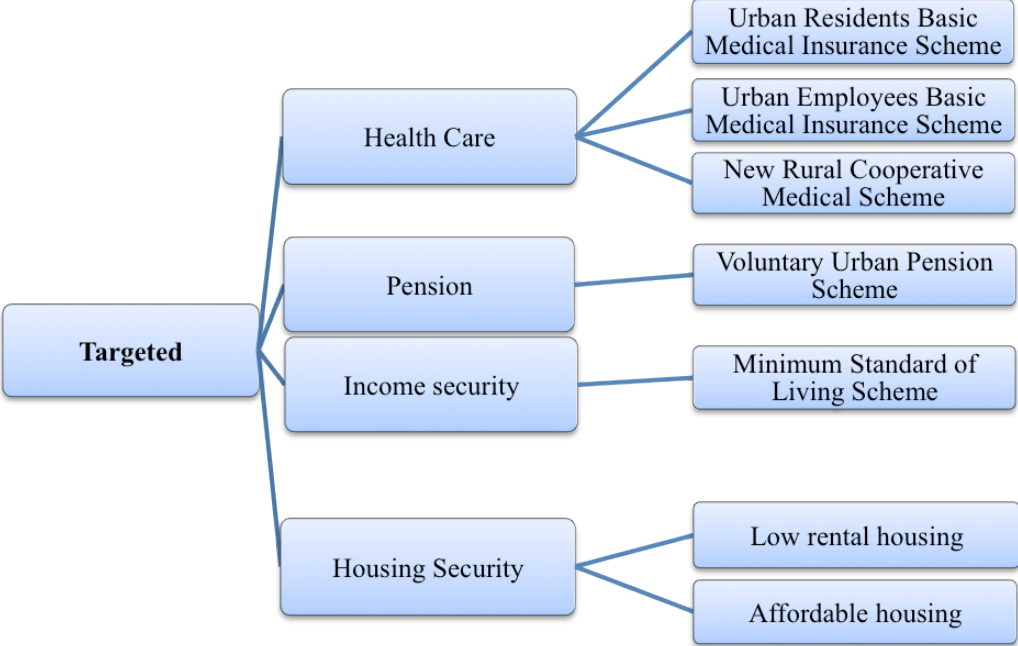 Targeted
Health Care
Urban Residents Basic
Medical Insurance Scheme
Urban Employees Basic
Medical Insurance Scheme
New Rural Cooperative
Medical Scheme
Pension
Voluntary Urban Pension
Scheme
Income security
Minimum Standard of
Living Scheme
Housing Security
Low rental housing
Affordable housing